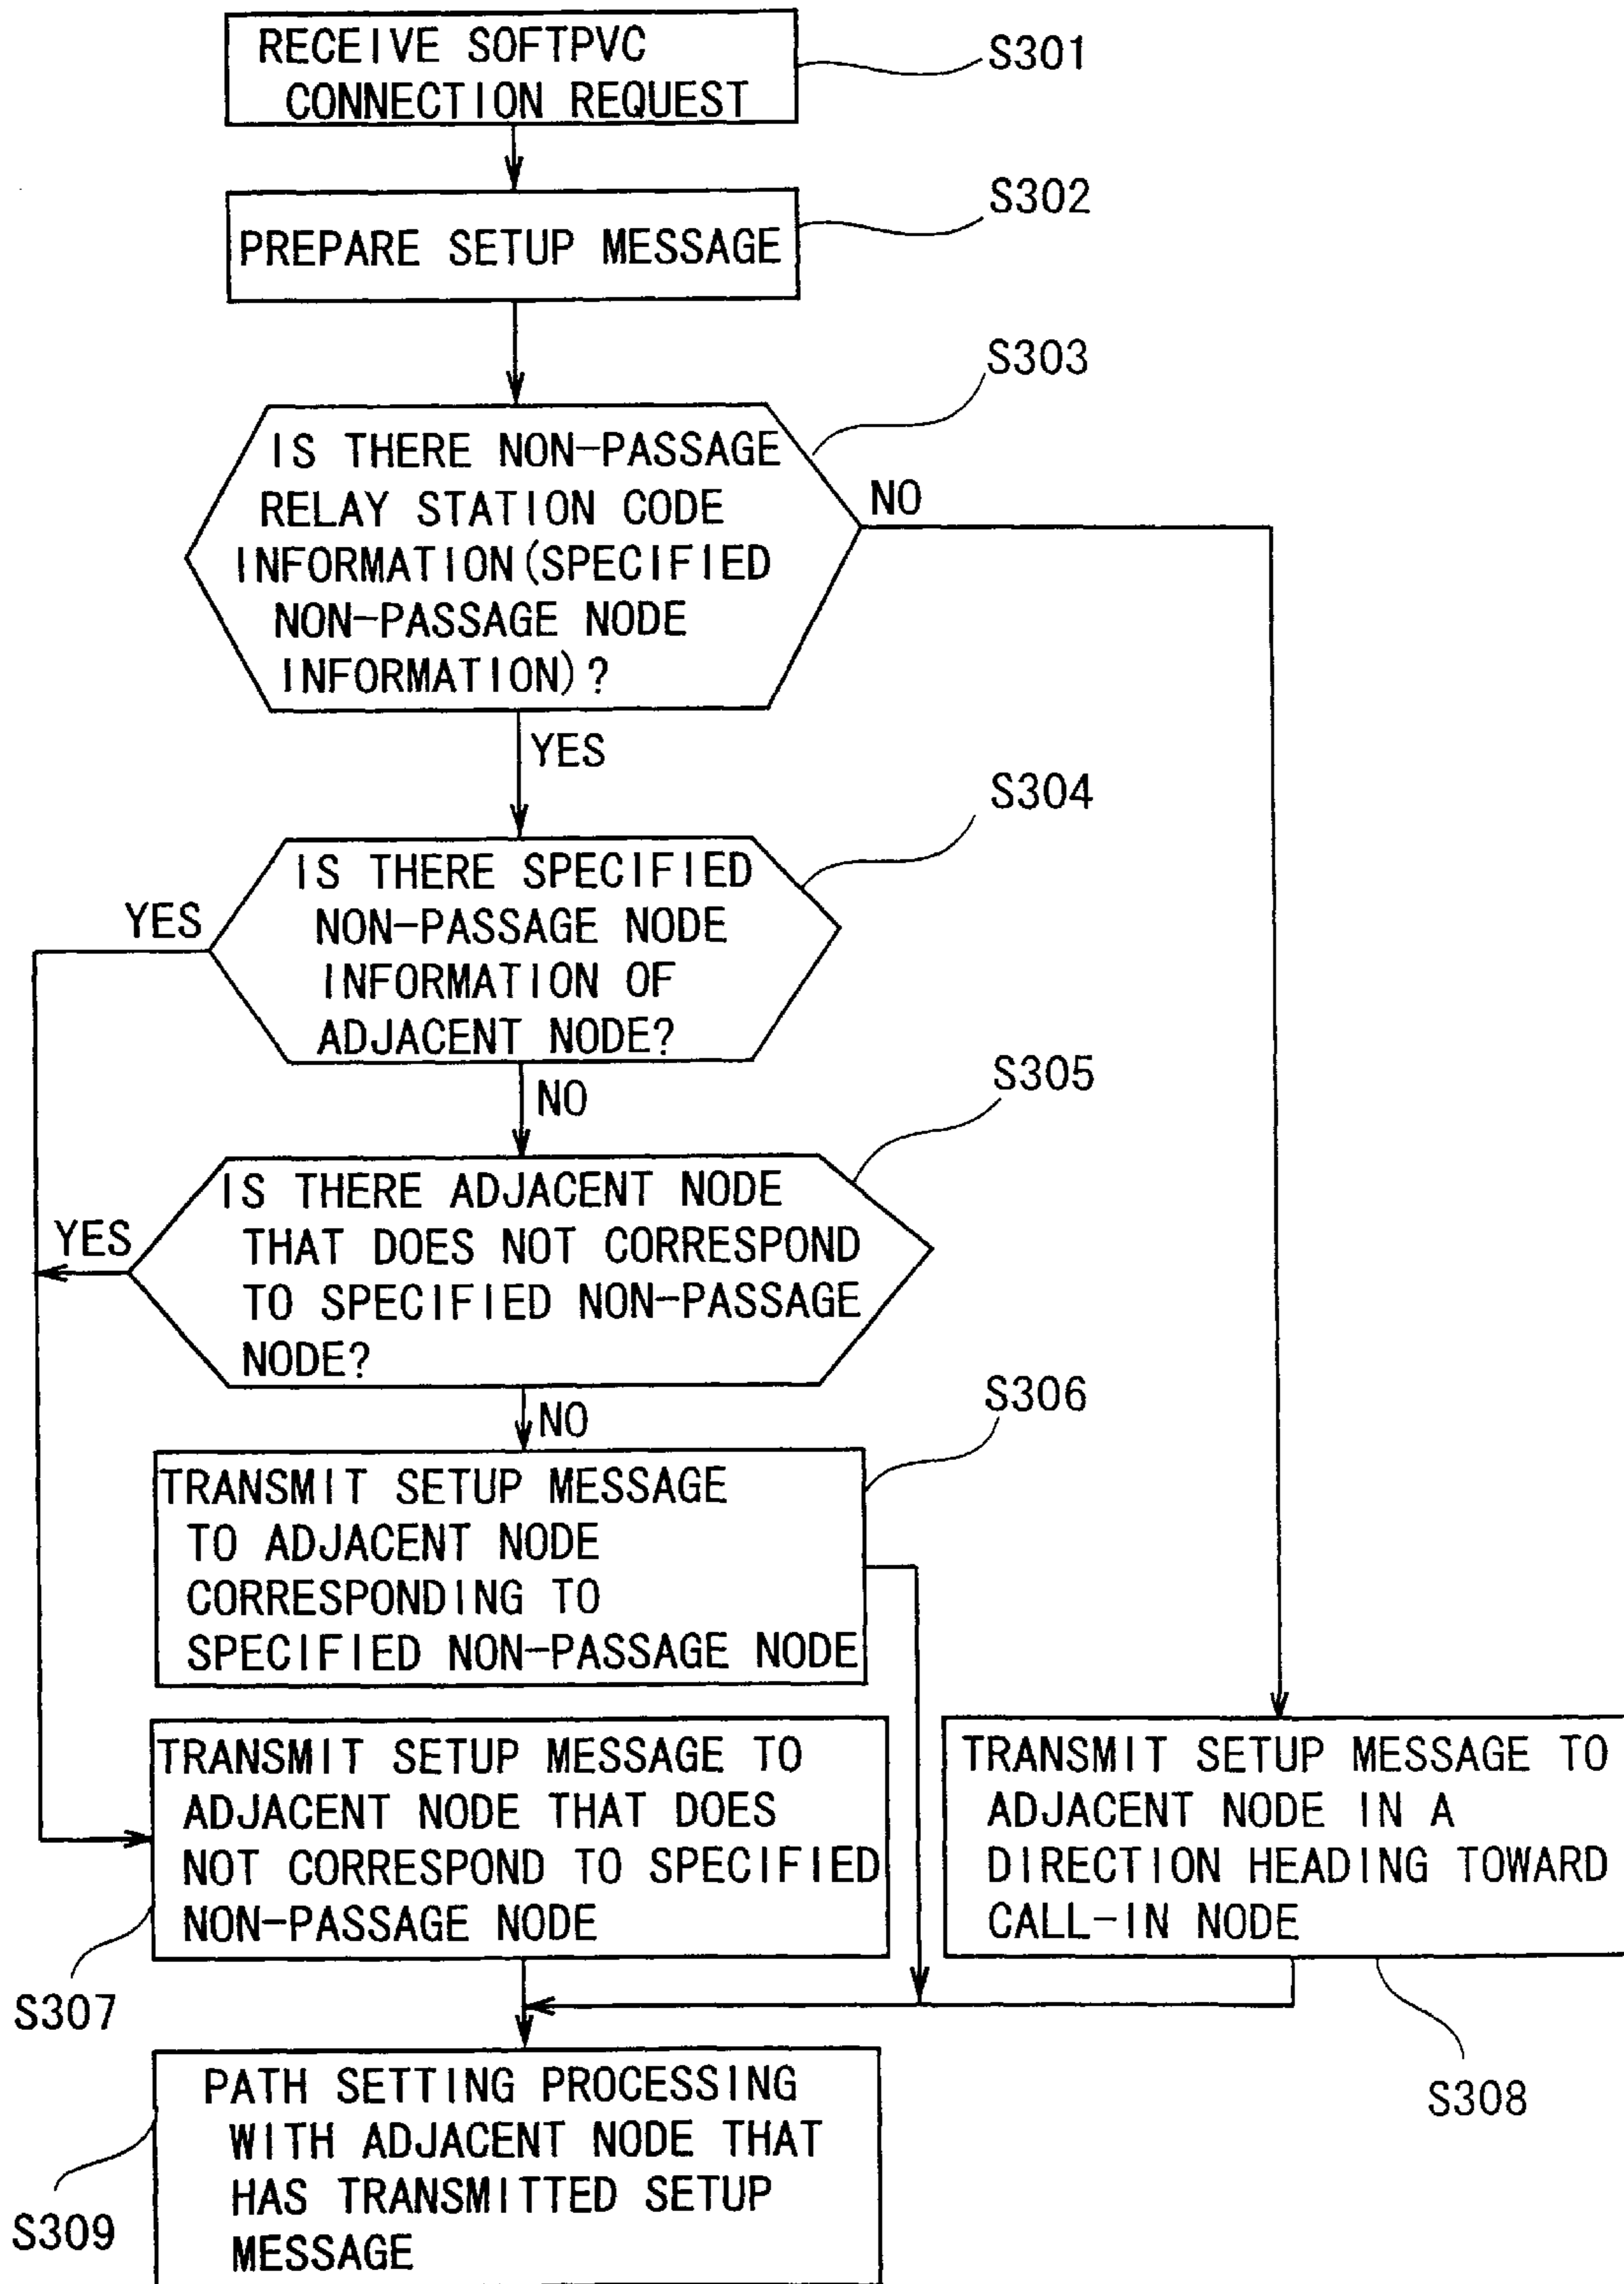 RECEIVE SOFTPVC
CONNECTION REQUEST
S301
PREPARE SETUP MESSAGE
S302
S303
IS THERE NON-PASSAGE
RELAY STATION CODE
INFORMATION(SPECIFIED
NON-PASSAGE NODE
INFORMATION)?
NO
YES
S304
IS THERE SPECIFIED
NON-PASSAGE NODE
INFORMATION OF
ADJACENT NODE?
YES
NO
S305
IS THERE ADJACENT NODE
THAT DOES NOT CORRESPOND
TO SPECIFIED NON-PASSAGE
NODE?
YES
NO
S306
TRANSMIT SETUP MESSAGE
TO ADJACENT NODE
CORRESPONDING TO
SPECIFIED NON-PASSAGE NODE
TRANSMIT SETUP MESSAGE TO
ADJACENT NODE THAT DOES
NOT CORRESPOND TO SPECIFIED
NON-PASSAGE NODE
S307
TRANSMIT SETUP MESSAGE TO
ADJACENT NODE IN A
DIRECTION HEADING TOWARD
CALL-IN NODE
S308
PATH SETTING PROCESSING
WITH ADJACENT NODE THAT
HAS TRANSMITTED SETUP
MESSAGE
S309